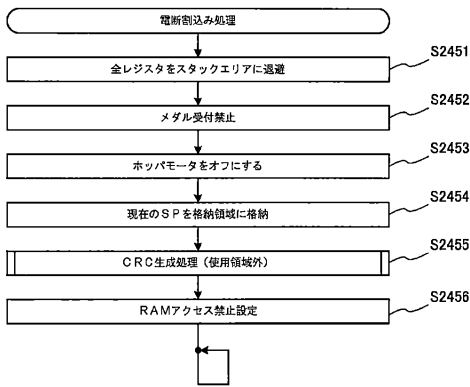 電断割込み処理
S2451
全レジスタをスタックエリアに退避
S2452
メダル受付禁止
S2453
ホッパモータをオフにする
S2454
現在のSPを格納領域に格納
S2455
CRC生成処理(使用領域外)
S2456
RAMアクセス禁止設定